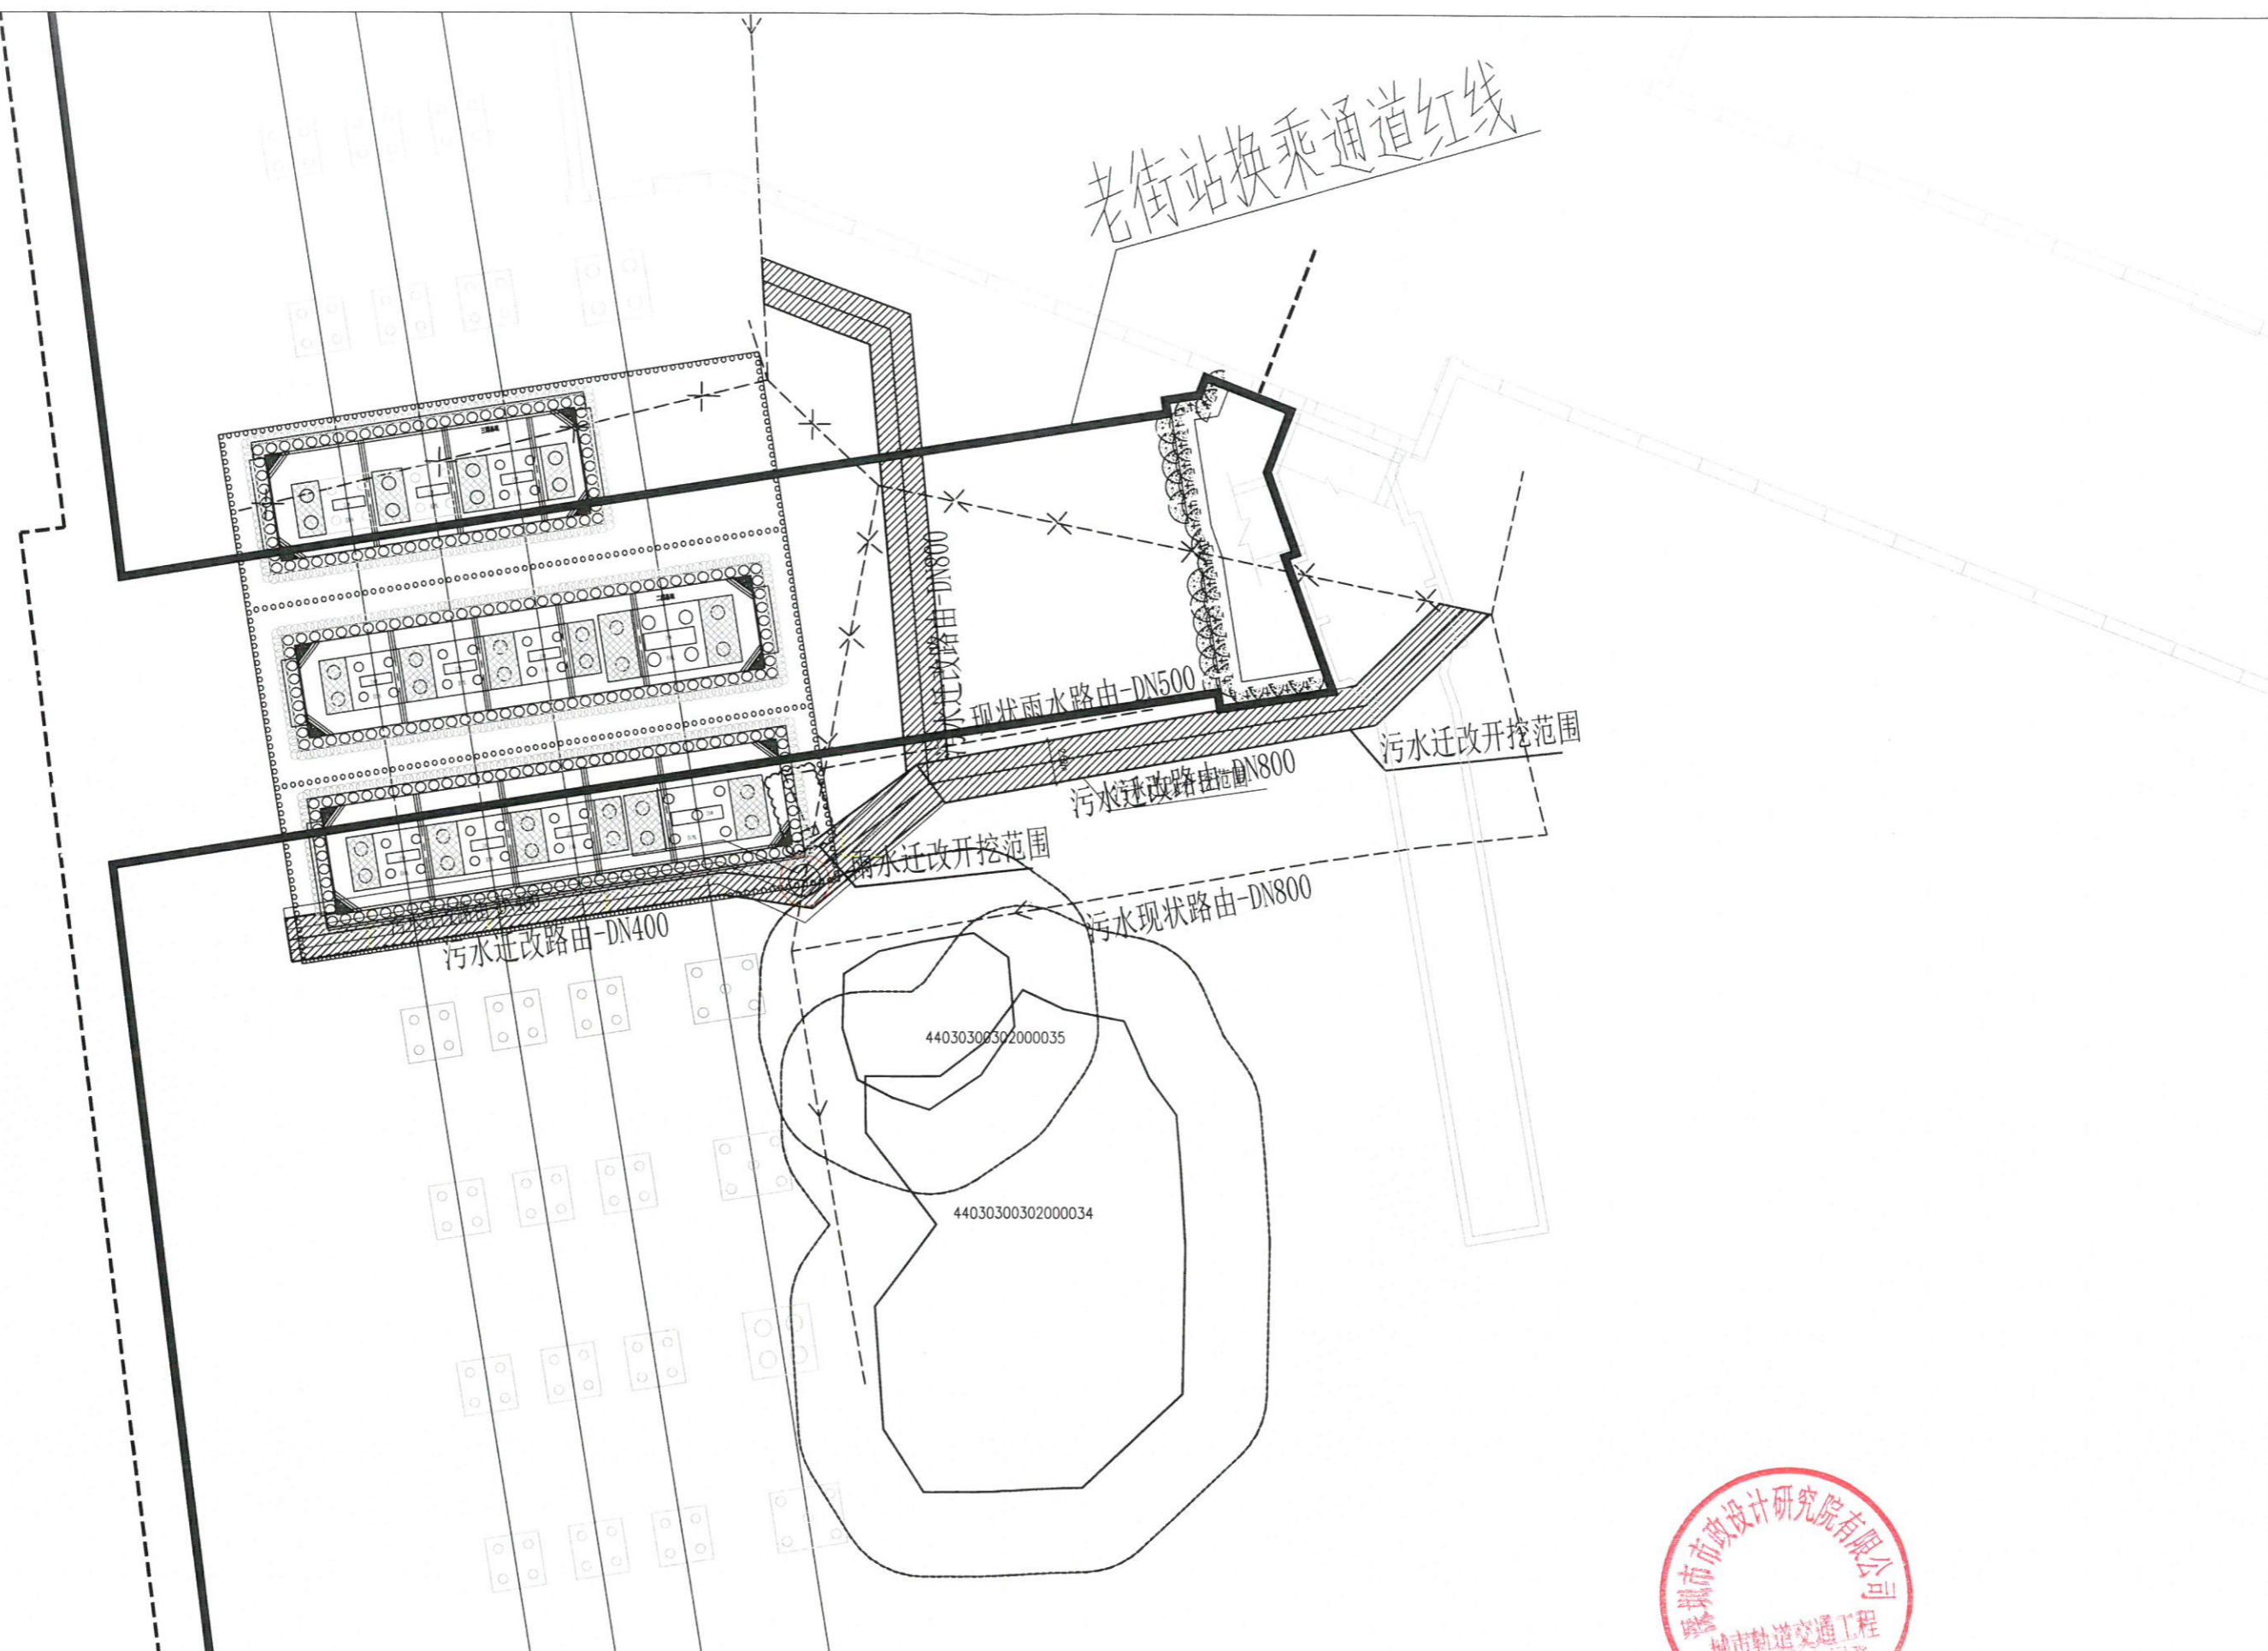 老街站换乘通道红线
污水迁改路由-DN800
现状雨水路由-DN500
污水迁改开挖范围
污水迁改路由-DN800
雨水迁改开挖范围
污水现状路由-DN800
污水迁改路由-DN400
44030300302000035
44030300302000034
深圳市市政设计研究院有限公司
城市轨道交通工程